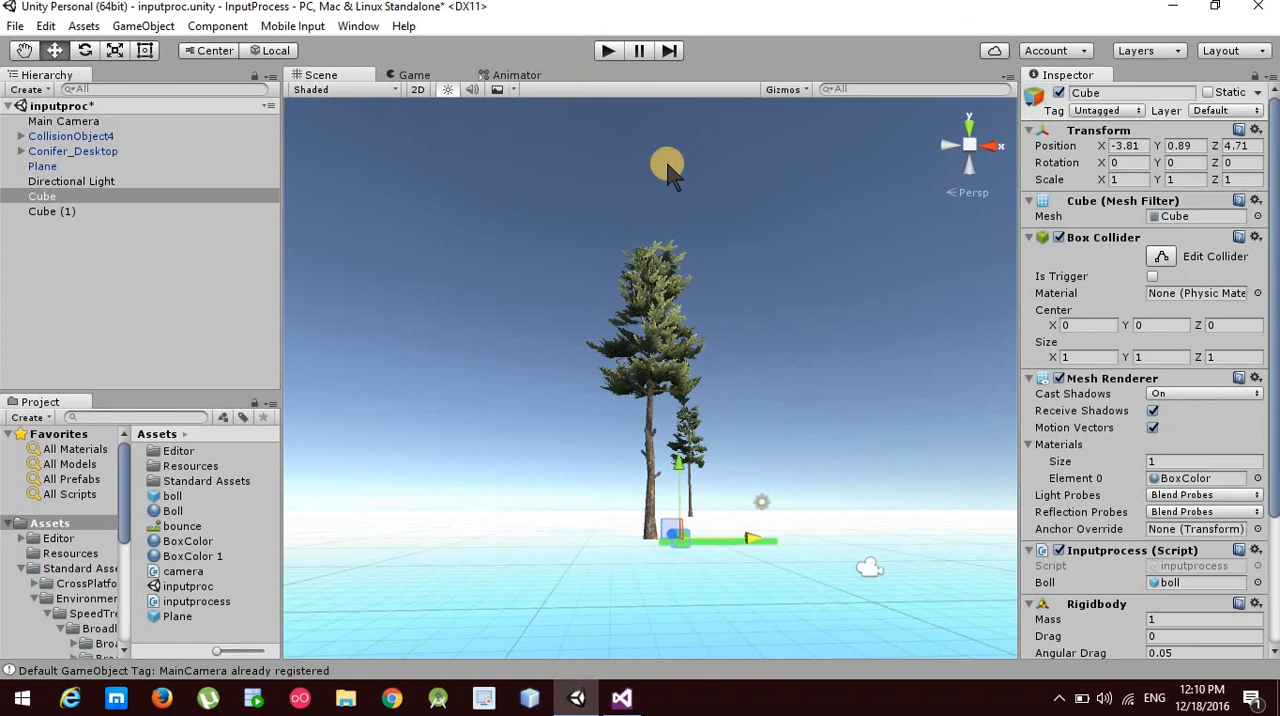 Unity Personal (64bit) - inputproc.unity - InputProcess - PC, Mac & Linux Standalone* <DX11>
File Edit Assets GameObject Component Mobile Input Window Help
Center Local Account Layers Layout
Hierarchy Scene Game Animator Inspector
Create All Shaded 2D Gizmos All
inputproc*
Main Camera
CollisionObject4
Conifer_Desktop
Plane
Directional Light
Cube
Cube (1)
y
x
Persp
Cube Static
Tag Untagged Layer Default
Transform
Position X -3.81 Y 0.89 Z 4.71
Rotation X 0 Y 0 Z 0
Scale X 1 Y 1 Z 1
Cube (Mesh Filter)
Mesh Cube
Box Collider
Edit Collider
Is Trigger
Material None (Physic Mate
Center
X 0 Y 0 Z 0
Size
X 1 Y 1 Z 1
Mesh Renderer
Cast Shadows On
Receive Shadows
Motion Vectors
Materials
Size 1
Element 0 BoxColor
Light Probes Blend Probes
Reflection Probes Blend Probes
Anchor Override None (Transform)
Inputprocess (Script)
Script inputprocess
Boll boll
Rigidbody
Mass 1
Drag 0
Angular Drag 0.05
Project
Create
Favorites
All Materials
All Models
All Prefabs
All Scripts
Assets
Editor
Resources
Standard Asse
CrossPlatfo
Environme
SpeedTre
Broadl
Broa
Assets
Editor
Resources
Standard Assets
boll
Boll
bounce
BoxColor
BoxColor 1
camera
inputproc
inputprocess
Plane
Default GameObject Tag: MainCamera already registered
ENG
12:10 PM
12/18/2016
1